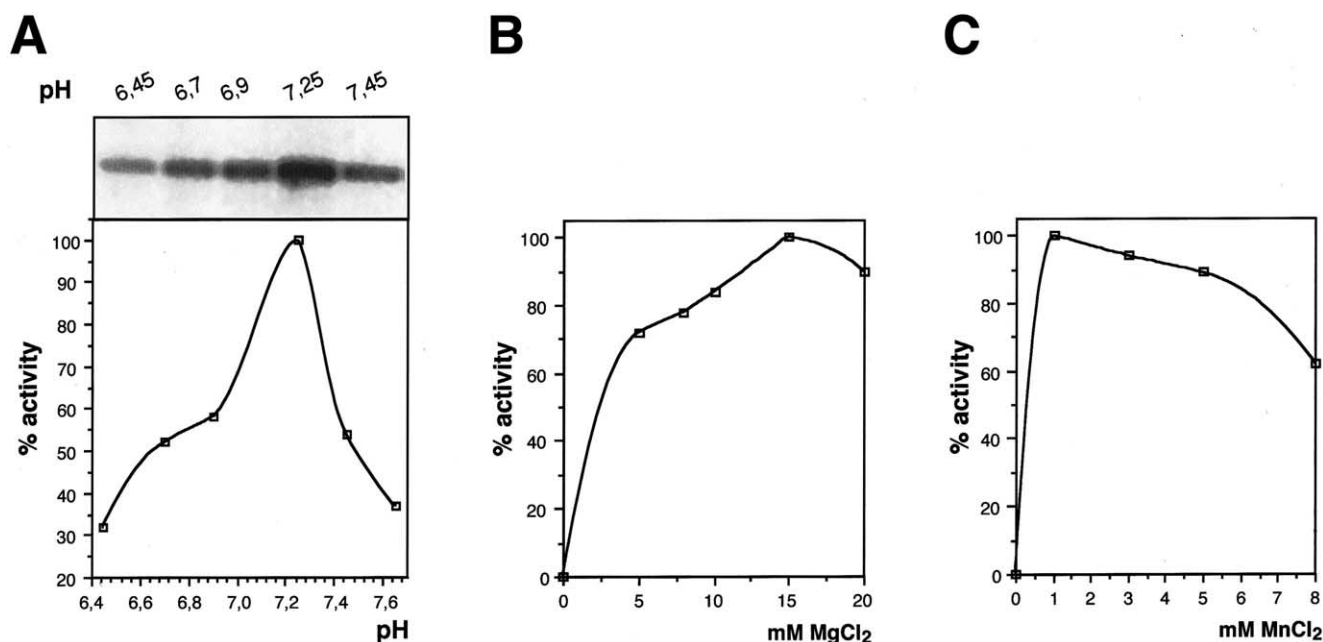 A
pH 6,45 6,7 6,9 7,25 7,45
100
90
80
70
60
50
40
30
20
% activity
6,4 6,6 6,8 7,0 7,2 7,4 7,6
pH
B
100
80
60
40
20
0
% activity
0 5 10 15 20
mM MgCl₂
C
100
80
60
40
20
0
% activity
0 1 2 3 4 5 6 7 8
mM MnCl₂